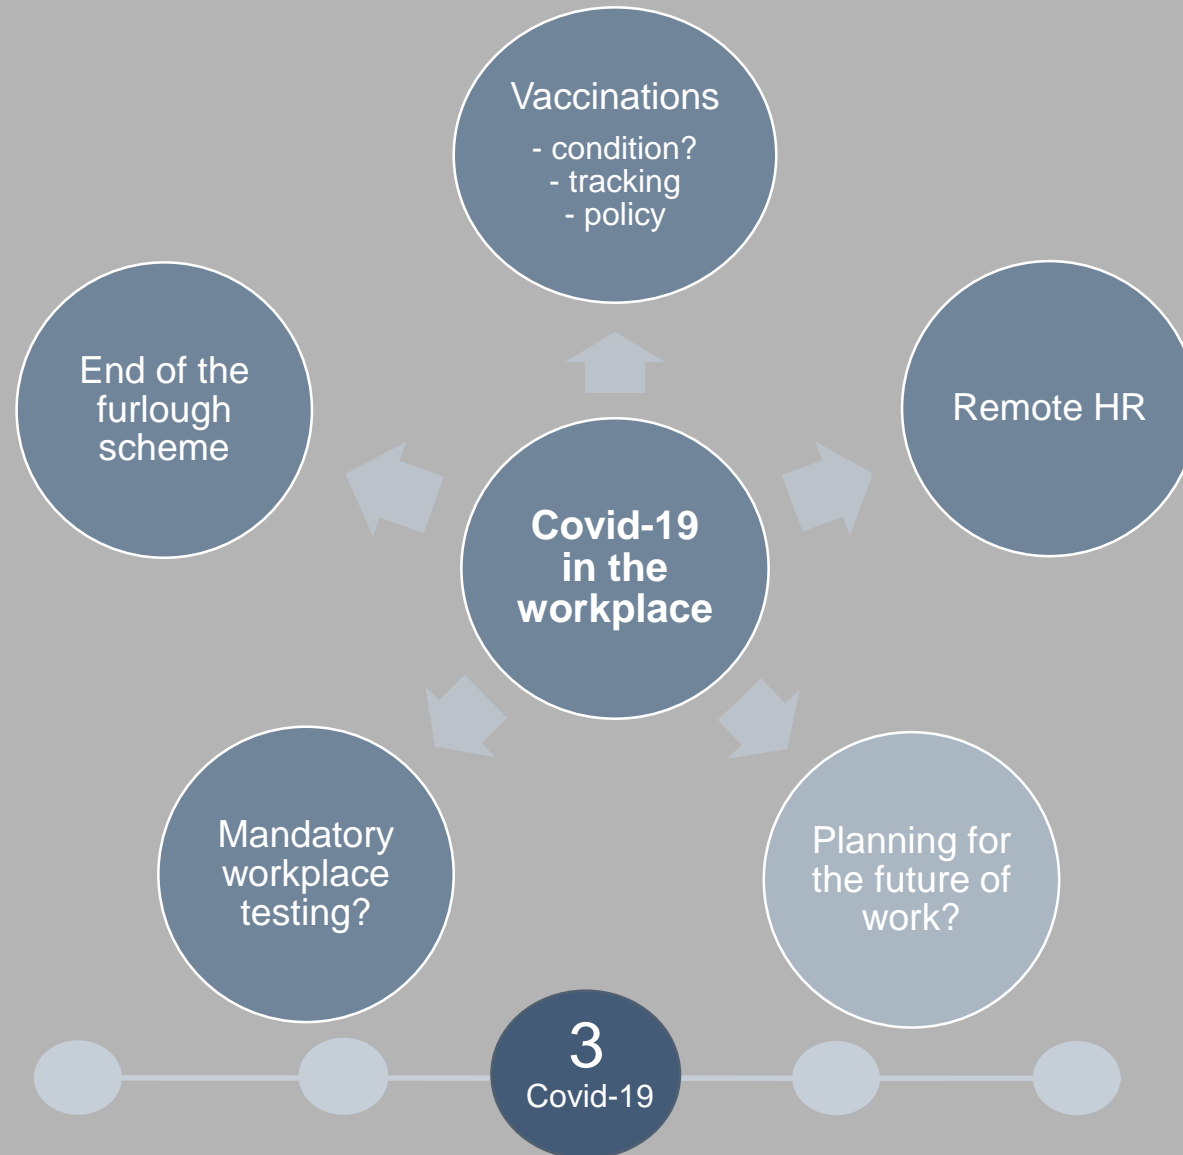 Vaccinations
- condition?
- tracking
- policy
End of the
furlough
scheme
Remote HR
Covid-19
in the
workplace
Mandatory
workplace
testing?
Planning for
the future of
work?
3
Covid-19